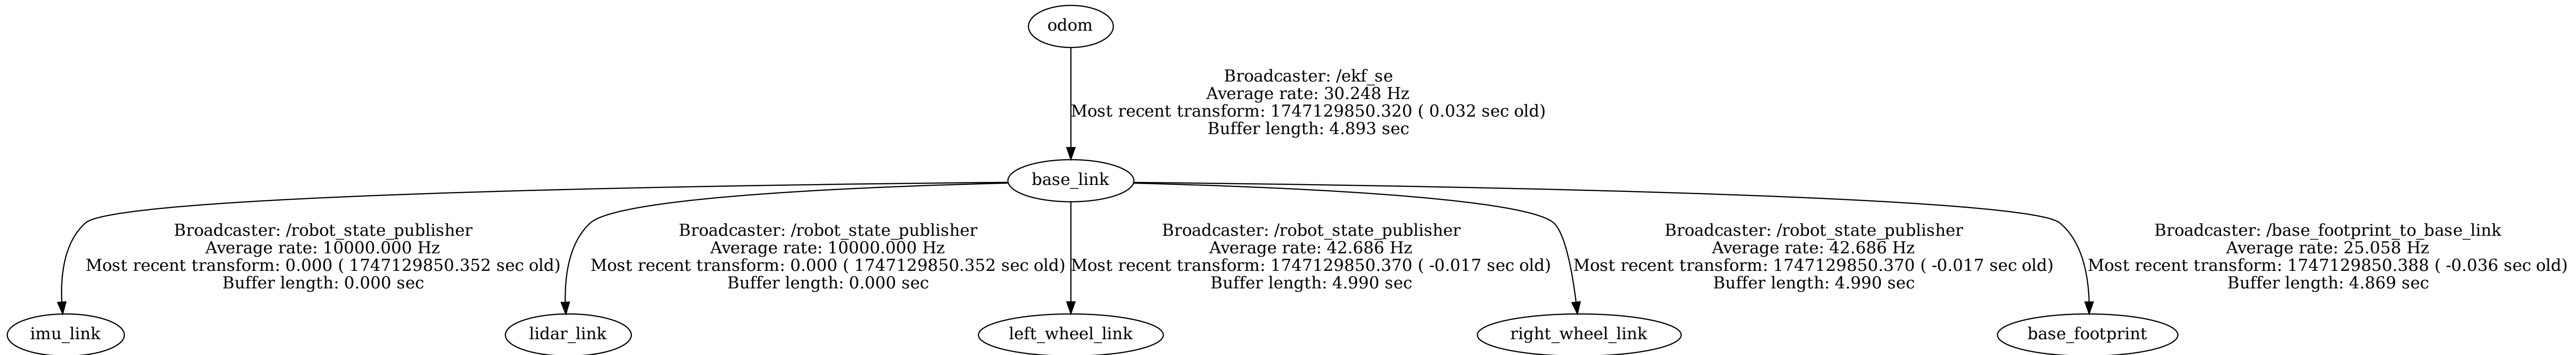 odom
Broadcaster: /ekf_se
Average rate: 30.248 Hz
Most recent transform: 1747129850.320 ( 0.032 sec old)
Buffer length: 4.893 sec
base_link
Broadcaster: /robot_state_publisher
Average rate: 10000.000 Hz
Most recent transform: 0.000 ( 1747129850.352 sec old)
Buffer length: 0.000 sec
Broadcaster: /robot_state_publisher
Average rate: 10000.000 Hz
Most recent transform: 0.000 ( 1747129850.352 sec old)
Buffer length: 0.000 sec
Broadcaster: /robot_state_publisher
Average rate: 42.686 Hz
Most recent transform: 1747129850.370 ( -0.017 sec old)
Buffer length: 4.990 sec
Broadcaster: /robot_state_publisher
Average rate: 42.686 Hz
Most recent transform: 1747129850.370 ( -0.017 sec old)
Buffer length: 4.990 sec
Broadcaster: /base_footprint_to_base_link
Average rate: 25.058 Hz
Most recent transform: 1747129850.388 ( -0.036 sec old)
Buffer length: 4.869 sec
imu_link
lidar_link
left_wheel_link
right_wheel_link
base_footprint